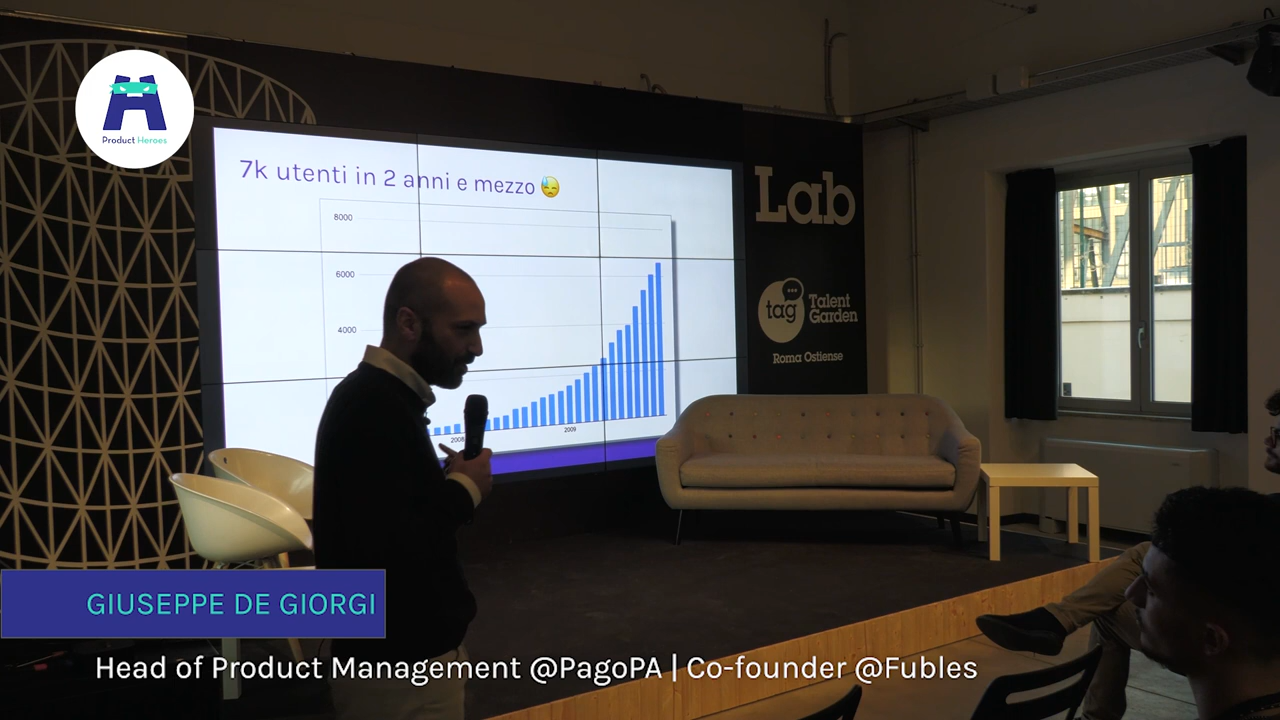 Product Heroes
7k utenti in 2 anni e mezzo 😓
8000
6000
4000
2008
2009
Lab
tag
Talent
Garden
Roma Ostiense
GIUSEPPE DE GIORGI
Head of Product Management @PagoPA | Co-founder @Fubles